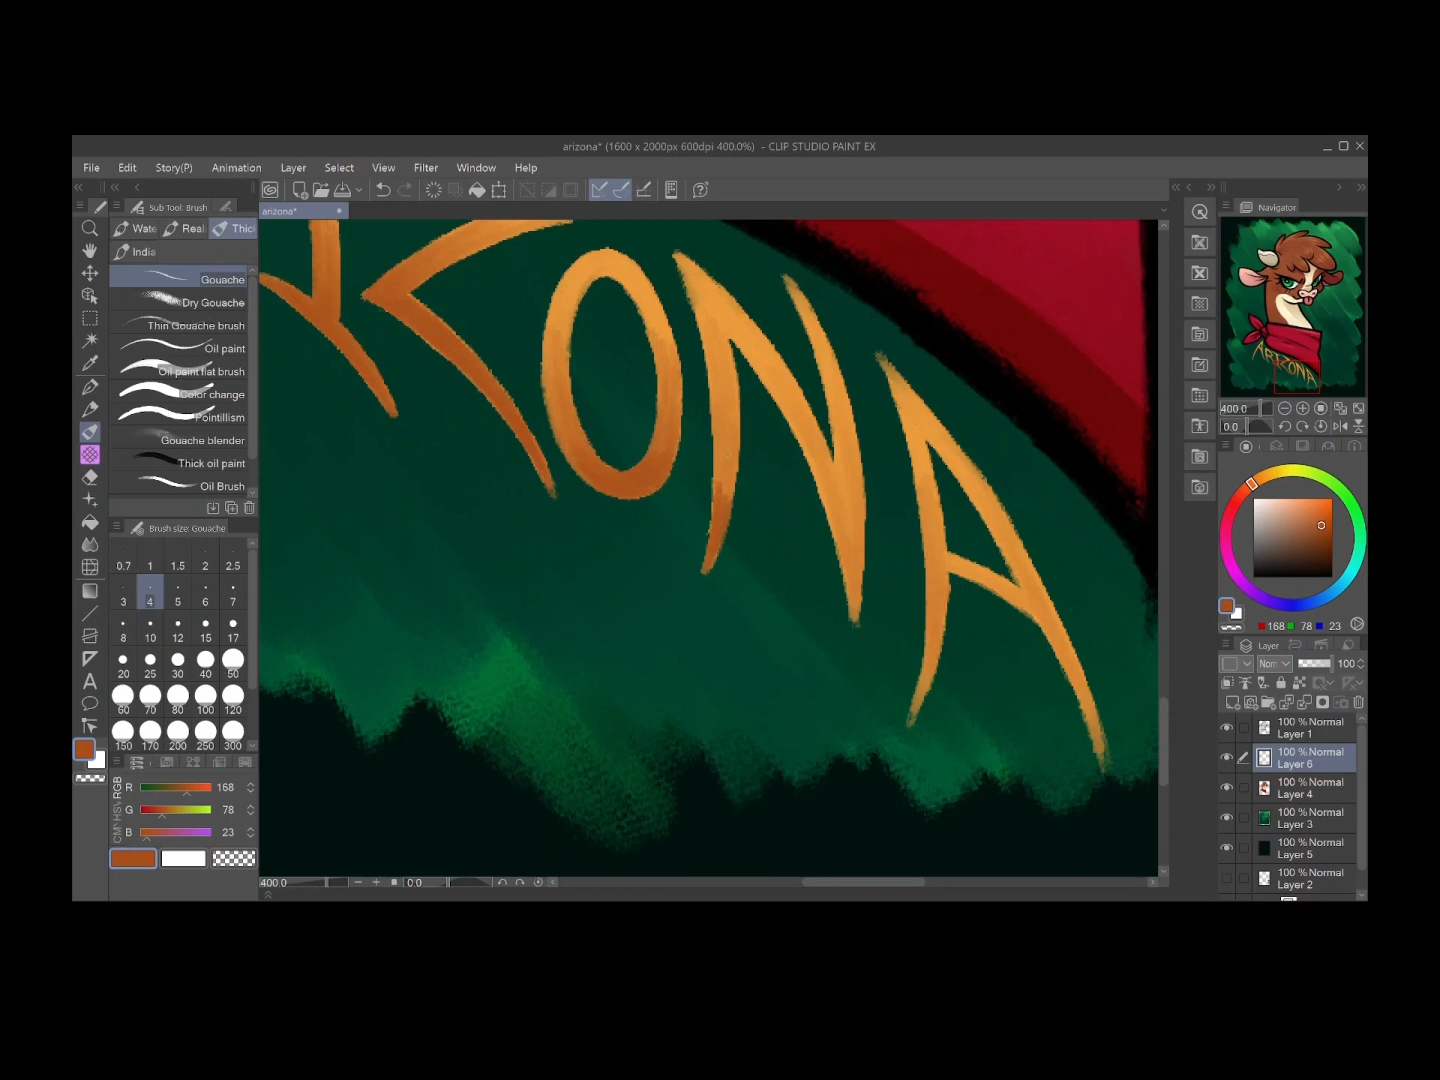 arizona* (1600 x 2000px 600dpi 400.0%) - CLIP STUDIO PAINT EX
File Edit Story(P) Animation Layer Select View Filter Window Help
Sub Tool: Brush
arizona*
Navigator
Wate Real Thic
India
Gouache
Dry Gouache
Thin Gouache brush
Oil paint
Oil paint flat brush
Color change
Pointillism
Gouache blender
Thick oil paint
Oil Brush
Brush size: Gouache
0.7 1 1.5 2 2.5
3 4 5 6 7
8 10 12 15 17
20 25 30 40 50
60 70 80 100 120
150 170 200 250 300
RGB
HSV
R 168
G 78
B 23
ZONA
ARIZONA
400.0
0.0
168 78 23
Layer
Norm 100
100 % Normal
Layer 1
100 % Normal
Layer 6
100 % Normal
Layer 4
100 % Normal
Layer 3
100 % Normal
Layer 5
100 % Normal
Layer 2
400.0 0.0